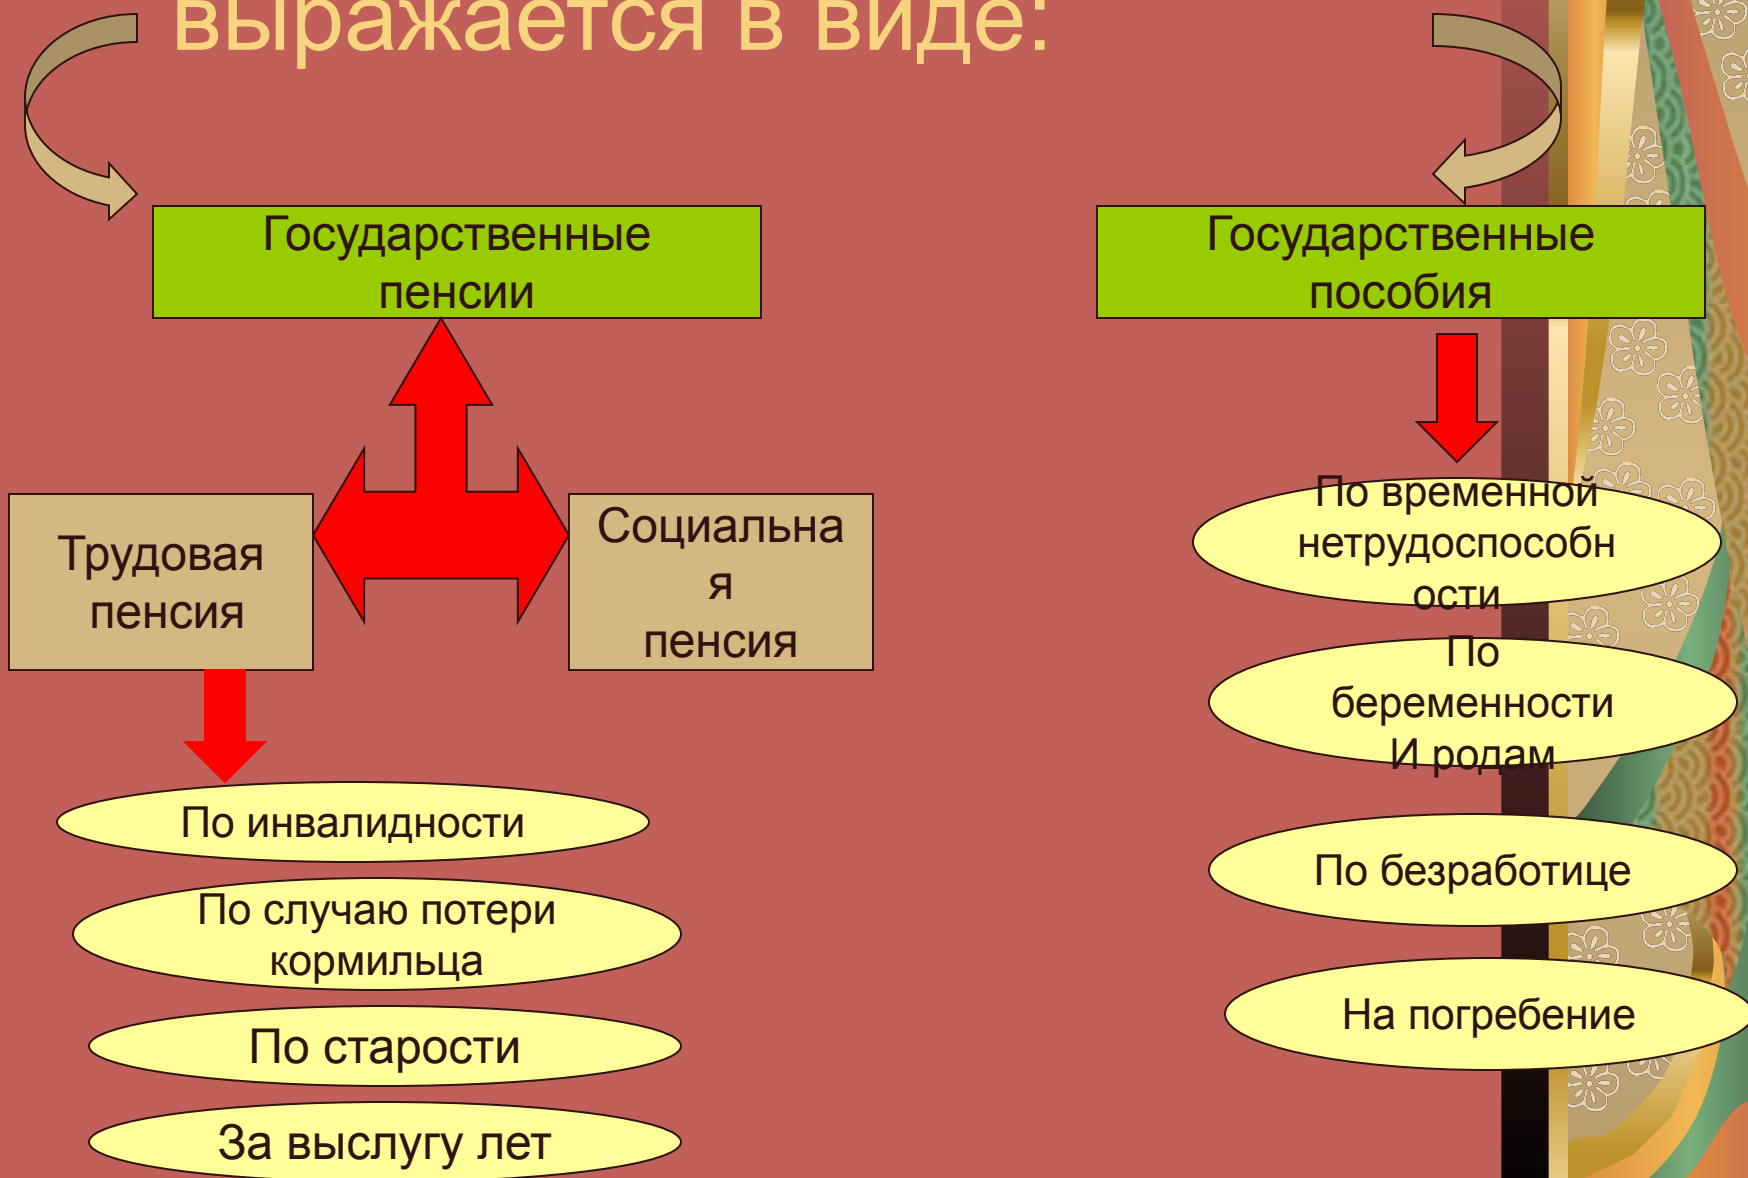 выражается в виде:
Государственные
пенсии
Государственные
пособия
Трудовая
пенсия
Социальна
я
пенсия
По инвалидности
По случаю потери
кормильца
По старости
За выслугу лет
По временной
нетрудоспособн
ости
По
беременности
И родам
По безработице
На погребение